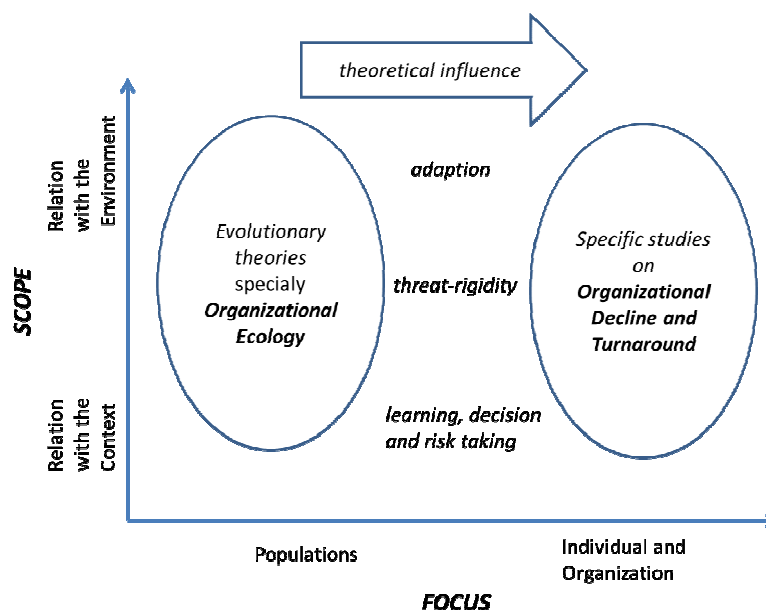 theoretical influence
Relation
with the
Environment
adaption
Evolutionary
theories
specialy
Organizational
Ecology
threat-rigidity
Specific studies
on
Organizational
Decline and
Turnaround
SCOPE
Relation
with the
Context
learning, decision
and risk taking
Populations
Individual and
Organization
FOCUS